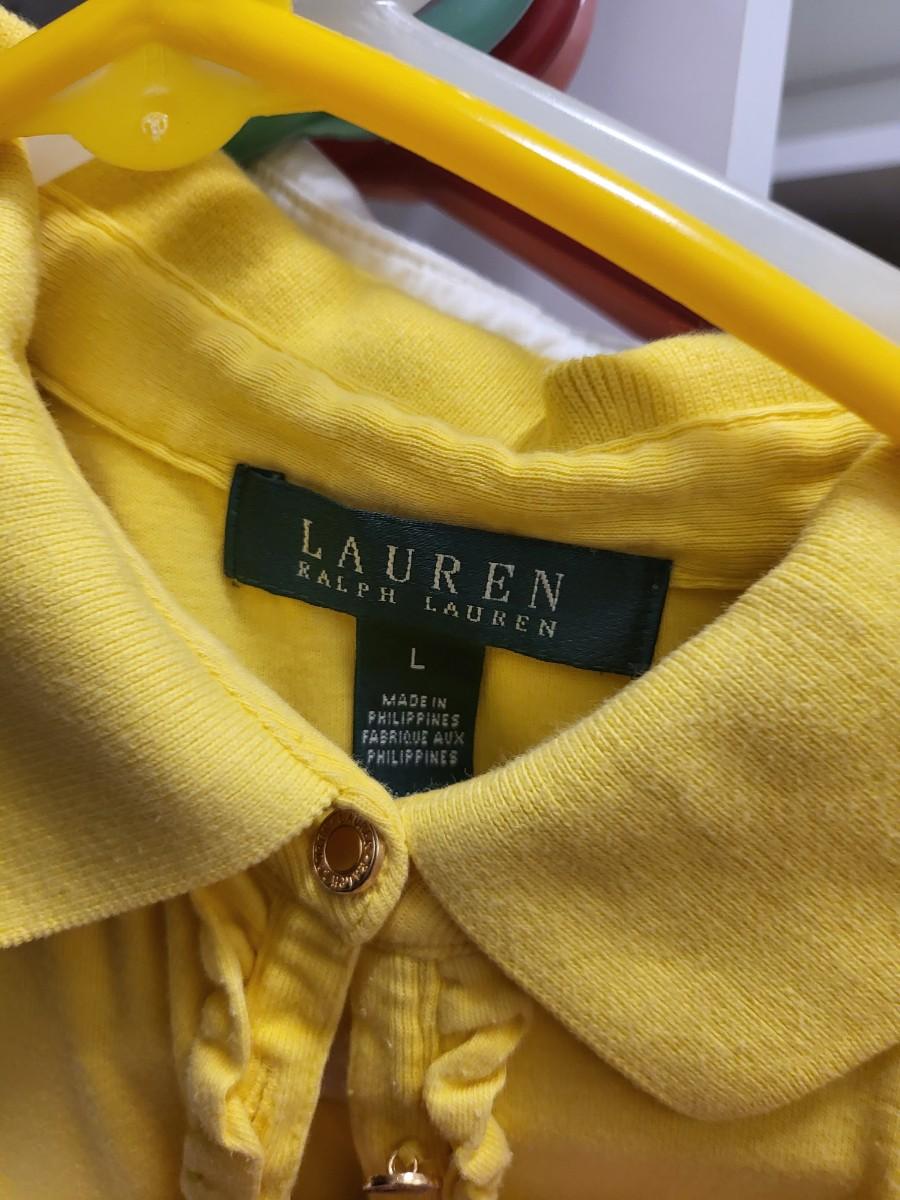 LAUREN
RALPH LAUREN
L
MADE IN
PHILIPPINES
FABRIQUE AUX
PHILIPPINES